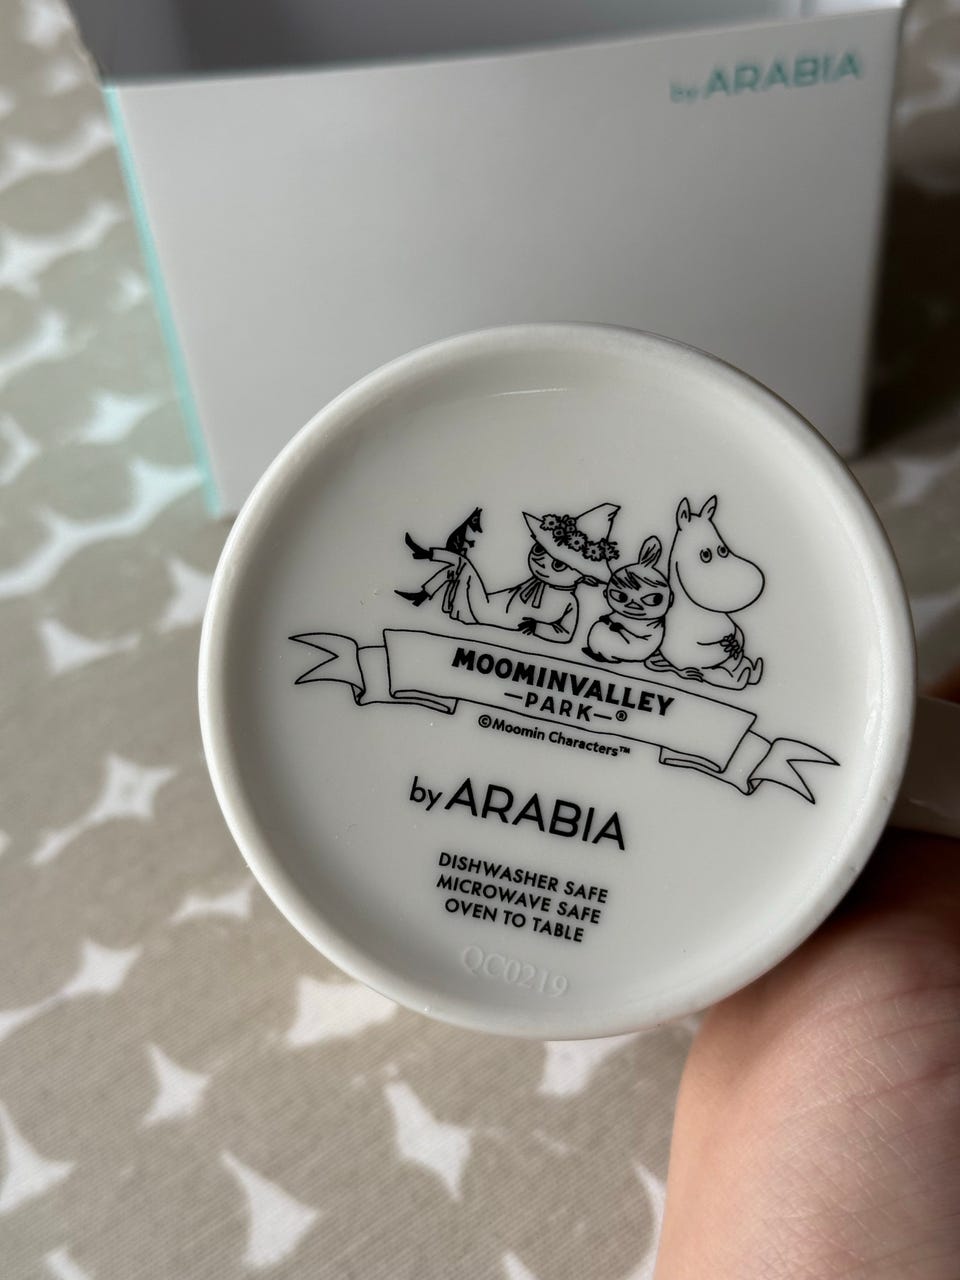 by ARABIA
MOOMINVALLEY
—PARK—®
©Moomin Characters™
by ARABIA
DISHWASHER SAFE
MICROWAVE SAFE
OVEN TO TABLE
QC0219